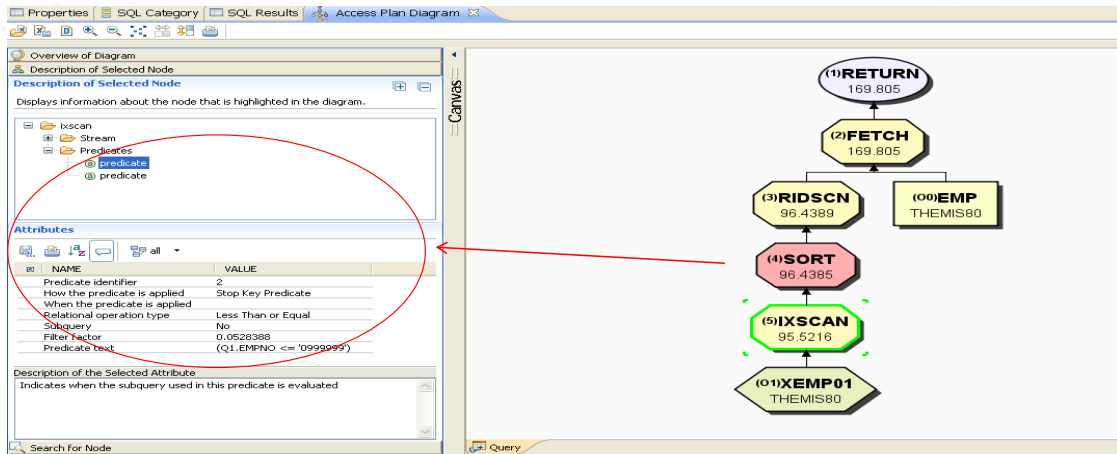 Properties SQL Category SQL Results Access Plan Diagram
Overview of Diagram
Description of Selected Node
Description of Selected Node
Displays information about the node that is highlighted in the diagram.
ixscan
Stream
Predicates
predicate
predicate
Attributes
all
NAME VALUE
Predicate identifier 2
How the predicate is applied Stop Key Predicate
When the predicate is applied
Relational operation type Less Than or Equal
Subquery No
Filter factor 0.0528388
Predicate text (Q1.EMPNO <= '0999999')
Description of the Selected Attribute
Indicates when the subquery used in this predicate is evaluated
Search for Node
Canvas
(1)RETURN
169.805
(2)FETCH
169.805
(3)RIDSCN
96.4389
(O0)EMP
THEMIS80
(4)SORT
96.4385
(5)IXSCAN
95.5216
(O1)XEMP01
THEMIS80
Query